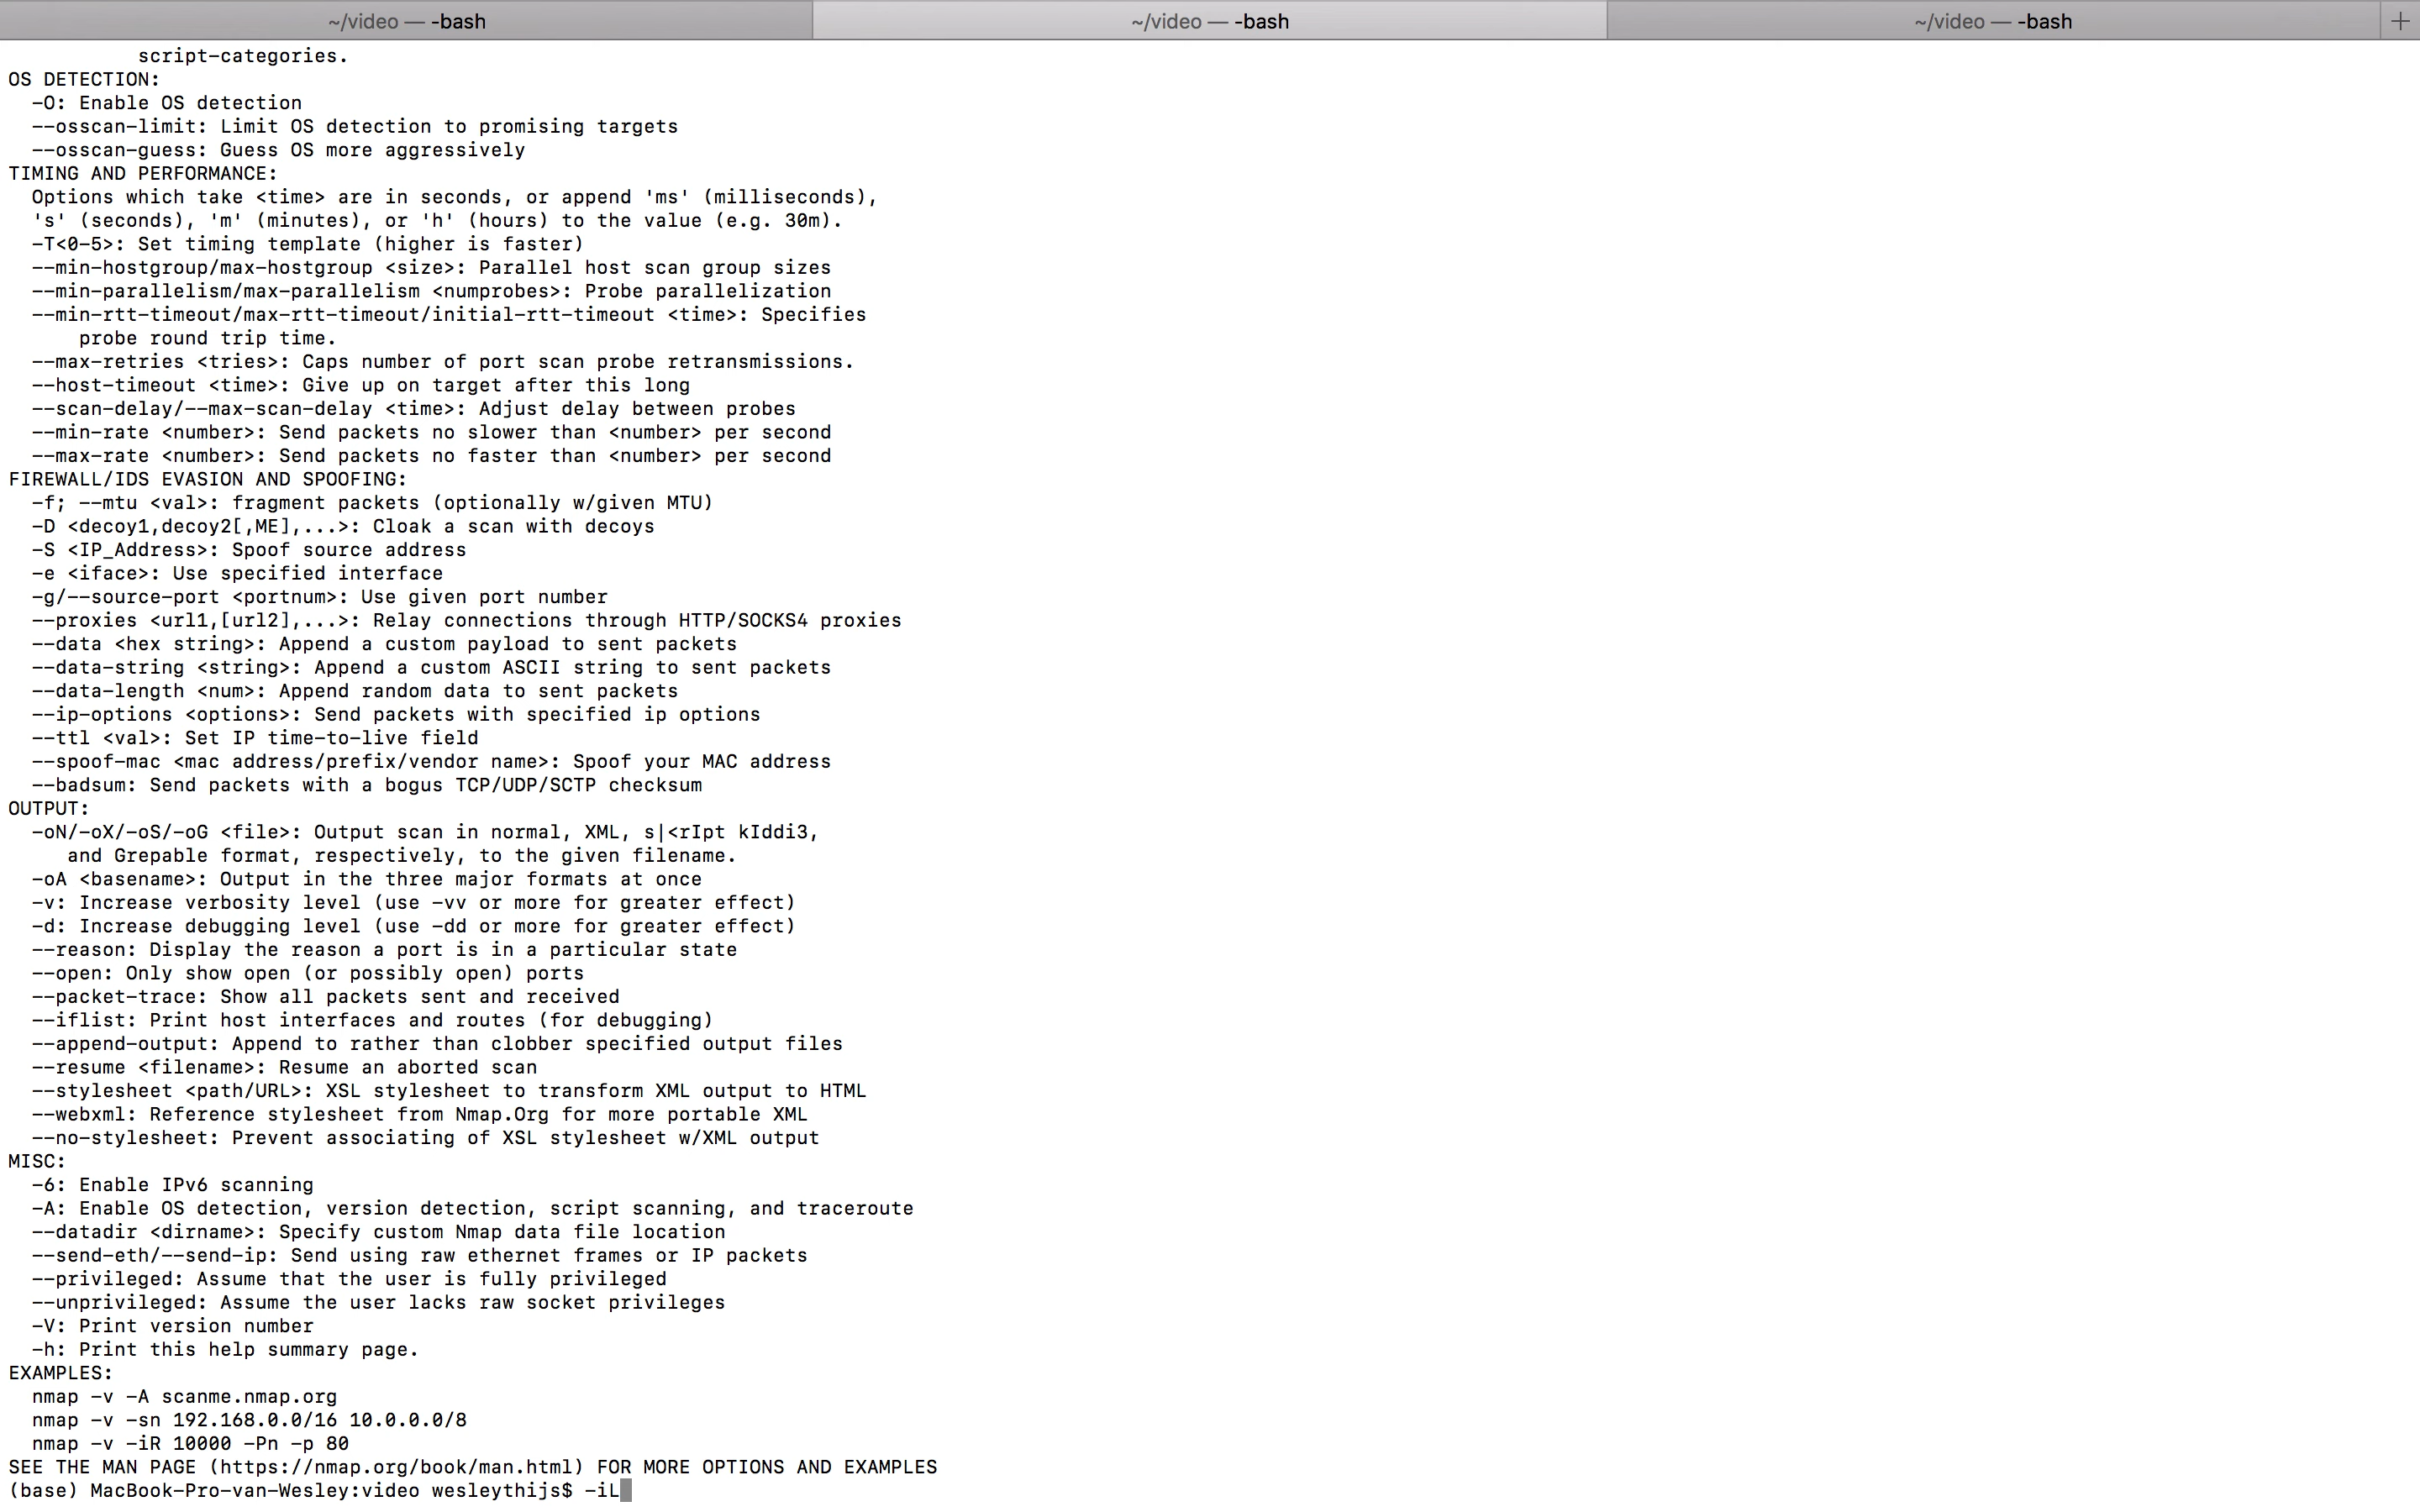 ~/video — -bash
~/video — -bash
~/video — -bash
+
script-categories.
OS DETECTION:
-O: Enable OS detection
--osscan-limit: Limit OS detection to promising targets
--osscan-guess: Guess OS more aggressively
TIMING AND PERFORMANCE:
Options which take <time> are in seconds, or append 'ms' (milliseconds),
's' (seconds), 'm' (minutes), or 'h' (hours) to the value (e.g. 30m).
-T<0-5>: Set timing template (higher is faster)
--min-hostgroup/max-hostgroup <size>: Parallel host scan group sizes
--min-parallelism/max-parallelism <numprobes>: Probe parallelization
--min-rtt-timeout/max-rtt-timeout/initial-rtt-timeout <time>: Specifies
probe round trip time.
--max-retries <tries>: Caps number of port scan probe retransmissions.
--host-timeout <time>: Give up on target after this long
--scan-delay/--max-scan-delay <time>: Adjust delay between probes
--min-rate <number>: Send packets no slower than <number> per second
--max-rate <number>: Send packets no faster than <number> per second
FIREWALL/IDS EVASION AND SPOOFING:
-f; --mtu <val>: fragment packets (optionally w/given MTU)
-D <decoy1,decoy2[,ME],...>: Cloak a scan with decoys
-S <IP_Address>: Spoof source address
-e <iface>: Use specified interface
-g/--source-port <portnum>: Use given port number
--proxies <url1,[url2],...>: Relay connections through HTTP/SOCKS4 proxies
--data <hex string>: Append a custom payload to sent packets
--data-string <string>: Append a custom ASCII string to sent packets
--data-length <num>: Append random data to sent packets
--ip-options <options>: Send packets with specified ip options
--ttl <val>: Set IP time-to-live field
--spoof-mac <mac address/prefix/vendor name>: Spoof your MAC address
--badsum: Send packets with a bogus TCP/UDP/SCTP checksum
OUTPUT:
-oN/-oX/-oS/-oG <file>: Output scan in normal, XML, s|<rIpt kIddi3,
and Grepable format, respectively, to the given filename.
-oA <basename>: Output in the three major formats at once
-v: Increase verbosity level (use -vv or more for greater effect)
-d: Increase debugging level (use -dd or more for greater effect)
--reason: Display the reason a port is in a particular state
--open: Only show open (or possibly open) ports
--packet-trace: Show all packets sent and received
--iflist: Print host interfaces and routes (for debugging)
--append-output: Append to rather than clobber specified output files
--resume <filename>: Resume an aborted scan
--stylesheet <path/URL>: XSL stylesheet to transform XML output to HTML
--webxml: Reference stylesheet from Nmap.Org for more portable XML
--no-stylesheet: Prevent associating of XSL stylesheet w/XML output
MISC:
-6: Enable IPv6 scanning
-A: Enable OS detection, version detection, script scanning, and traceroute
--datadir <dirname>: Specify custom Nmap data file location
--send-eth/--send-ip: Send using raw ethernet frames or IP packets
--privileged: Assume that the user is fully privileged
--unprivileged: Assume the user lacks raw socket privileges
-V: Print version number
-h: Print this help summary page.
EXAMPLES:
nmap -v -A scanme.nmap.org
nmap -v -sn 192.168.0.0/16 10.0.0.0/8
nmap -v -iR 10000 -Pn -p 80
SEE THE MAN PAGE (https://nmap.org/book/man.html) FOR MORE OPTIONS AND EXAMPLES
(base) MacBook-Pro-van-Wesley:video wesleythijs$ -iL